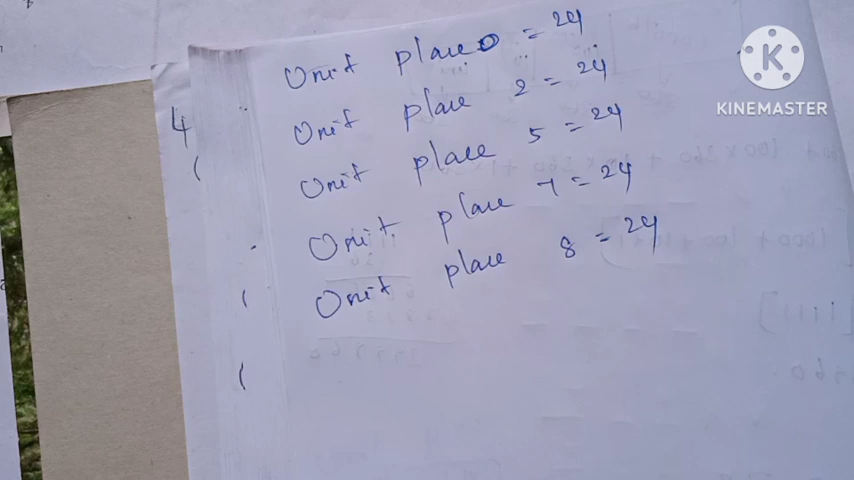 Unit place 0 = 24
Unit place 2 = 24
Unit place 5 = 24
Unit place 7 = 24
Unit place 8 = 24
4
KINEMASTER